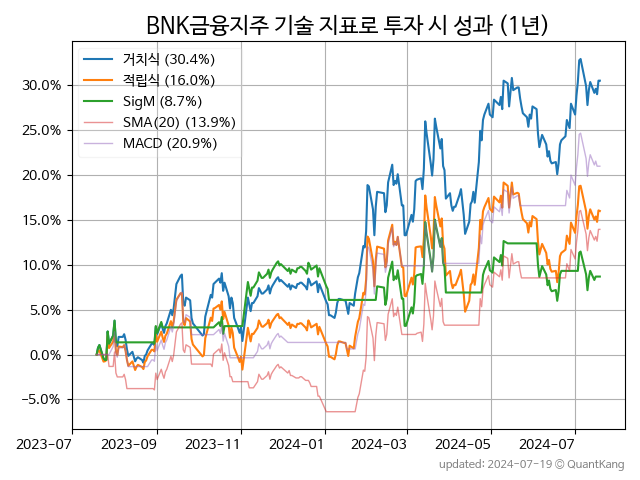 BNK금융지주 기술 지표로 투자 시 성과 (1년)
거치식 (30.4%)
적립식 (16.0%)
SigM (8.7%)
SMA(20) (13.9%)
MACD (20.9%)
30.0%
25.0%
20.0%
15.0%
10.0%
5.0%
0.0%
−5.0%
2023-07 2023-09 2023-11 2024-01 2024-03 2024-05 2024-07
updated: 2024-07-19 © QuantKang